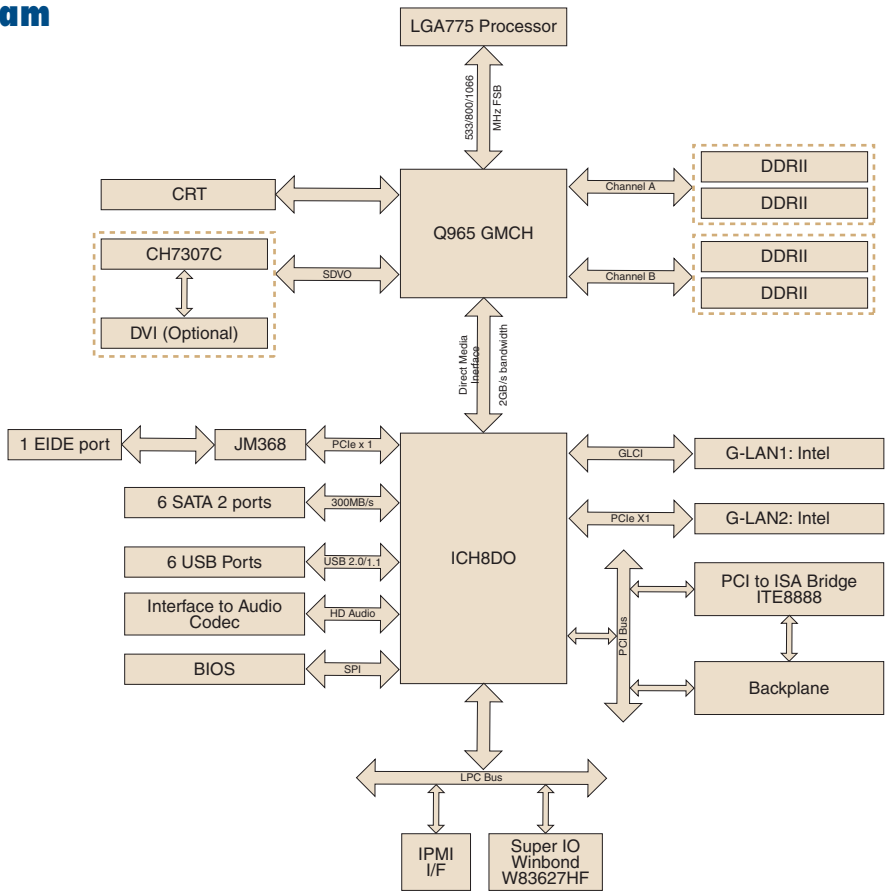 am
LGA775 Processor
533/800/1066
MHz FSB
CRT
Q965 GMCH
Channel A
DDRII
DDRII
CH7307C
SDVO
DVI (Optional)
Channel B
DDRII
DDRII
Direct Media
Inerface
2GB/s bandwidth
1 EIDE port
JM368
PCIe x 1
GLCI
G-LAN1: Intel
6 SATA 2 ports
300MB/s
PCIe X1
G-LAN2: Intel
6 USB Ports
USB 2.0/1.1
ICH8DO
PCI Bus
PCI to ISA Bridge
ITE8888
Interface to Audio
Codec
HD Audio
BIOS
SPI
Backplane
LPC Bus
IPMI
I/F
Super IO
Winbond
W83627HF